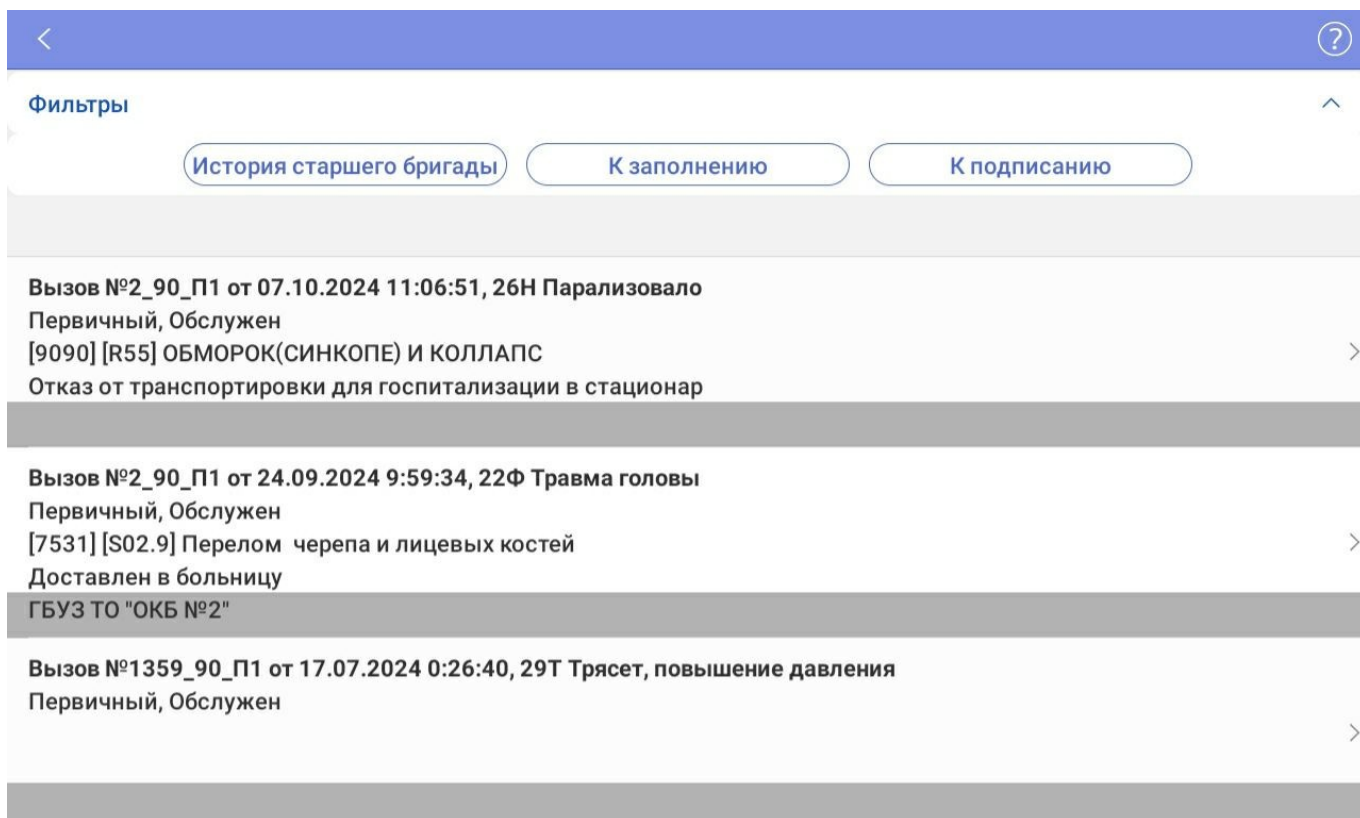 ?
Фильтры
История старшего бригады К заполнению К подписанию
Вызов №2_90_П1 от 07.10.2024 11:06:51, 26Н Парализовало
Первичный, Обслужен
[9090] [R55] ОБМОРОК(СИНКОПЕ) И КОЛЛАПС
Отказ от транспортировки для госпитализации в стационар
Вызов №2_90_П1 от 24.09.2024 9:59:34, 22Ф Травма головы
Первичный, Обслужен
[7531] [S02.9] Перелом черепа и лицевых костей
Доставлен в больницу
ГБУЗ ТО "ОКБ №2"
Вызов №1359_90_П1 от 17.07.2024 0:26:40, 29Т Трясет, повышение давления
Первичный, Обслужен